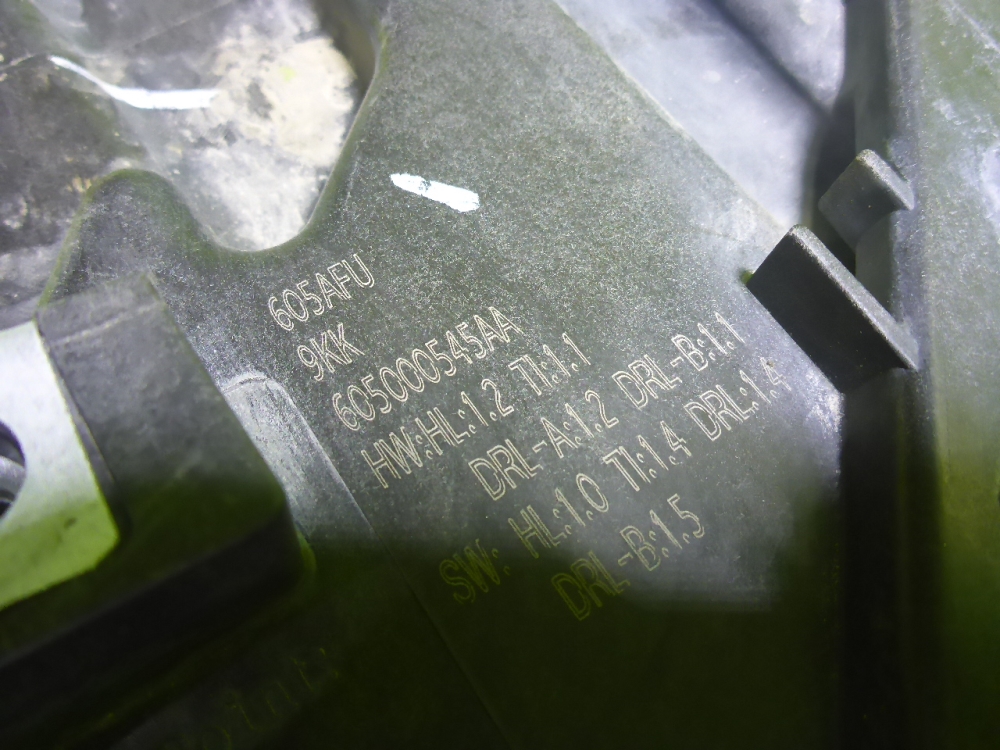 605AFU
9KK
605000545AA
HW:HL:1.2 TI:1.1
DRL-A:1.2 DRL-B:1.1
SW: HL:1.0 TI:1.4 DRL:1.4
DRL-B:1.5